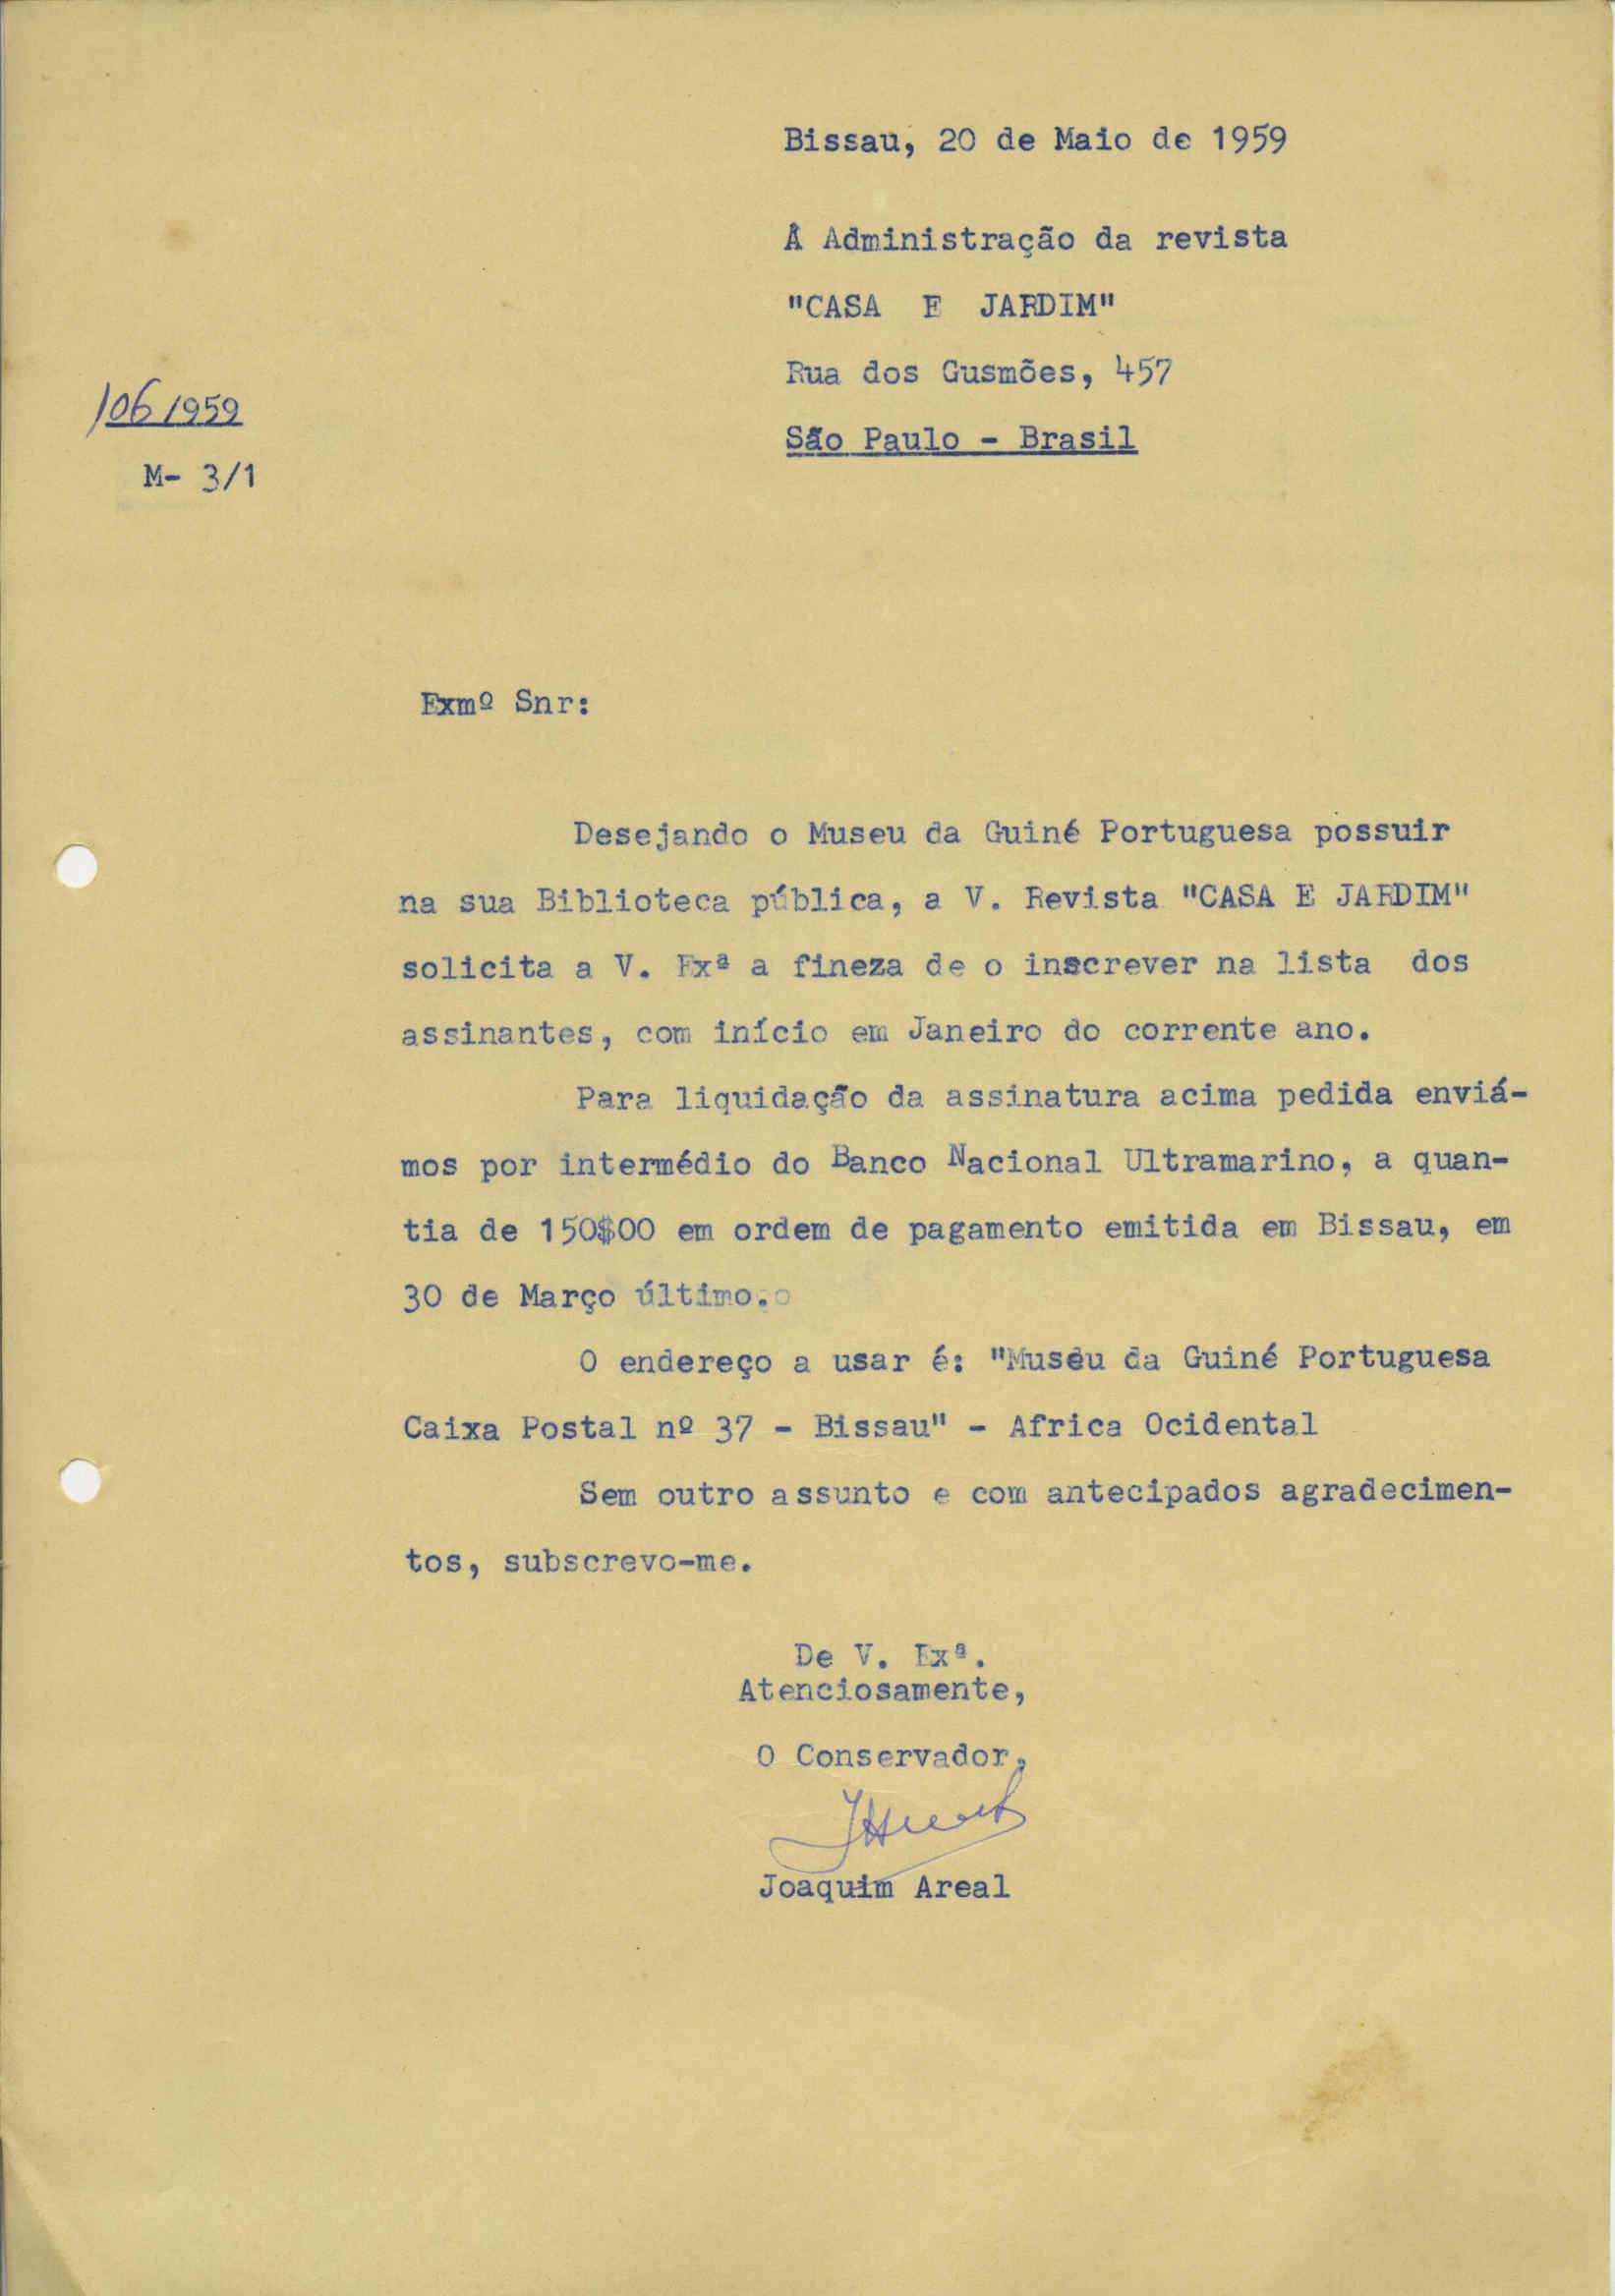 Bissau, 20 de Maio de 1959
Á Administração da revista
"CASA E JARDIM"
Rua dos Gusmões, 457
São Paulo - Brasil
106/1959
M- 3/1
Exmº Snr:
Desejando o Museu da Guiné Portuguesa possuir
na sua Biblioteca pública, a V. Revista "CASA E JARDIM"
solicita a V. Exª a fineza de o inscrever na lista dos
assinantes, com início em Janeiro do corrente ano.
Para liquidação da assinatura acima pedida enviá-
mos por intermédio do Banco Nacional Ultramarino, a quan-
tia de 150$00 em ordem de pagamento emitida em Bissau, em
30 de Março último.
O endereço a usar é: "Museu da Guiné Portuguesa
Caixa Postal nº 37 - Bissau" - Africa Ocidental
Sem outro assunto e com antecipados agradecimen-
tos, subscrevo-me.
De V. Exª.
Atenciosamente,
O Conservador,
Joaquim Areal